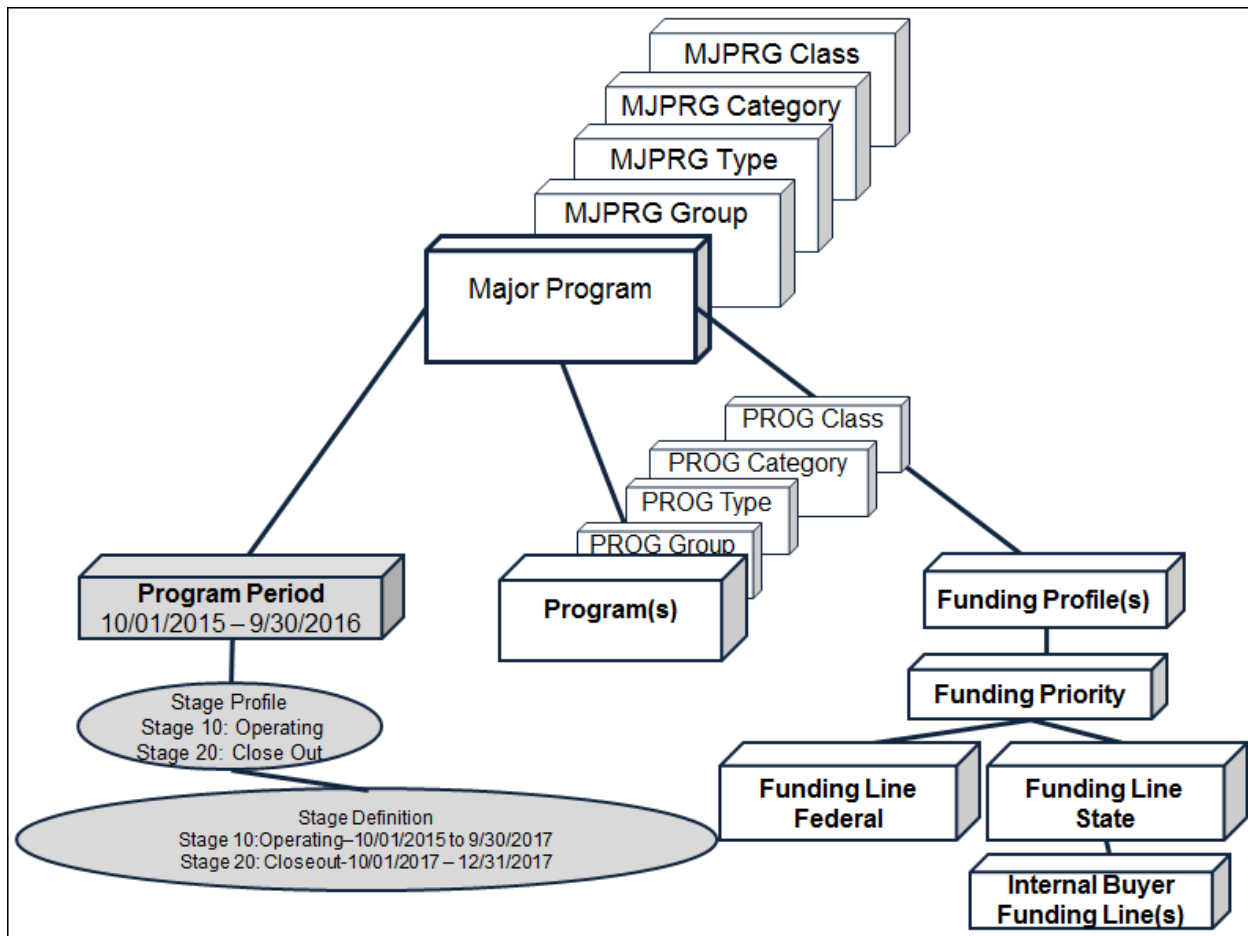 MJPRG Class
MJPRG Category
MJPRG Type
MJPRG Group
Major Program
PROG Class
PROG Category
PROG Type
PROG Group
Program Period
10/01/2015 – 9/30/2016
Program(s)
Funding Profile(s)
Funding Priority
Stage Profile
Stage 10: Operating
Stage 20: Close Out
Funding Line
Federal
Funding Line
State
Stage Definition
Stage 10:Operating–10/01/2015 to 9/30/2017
Stage 20: Closeout-10/01/2017 – 12/31/2017
Internal Buyer
Funding Line(s)